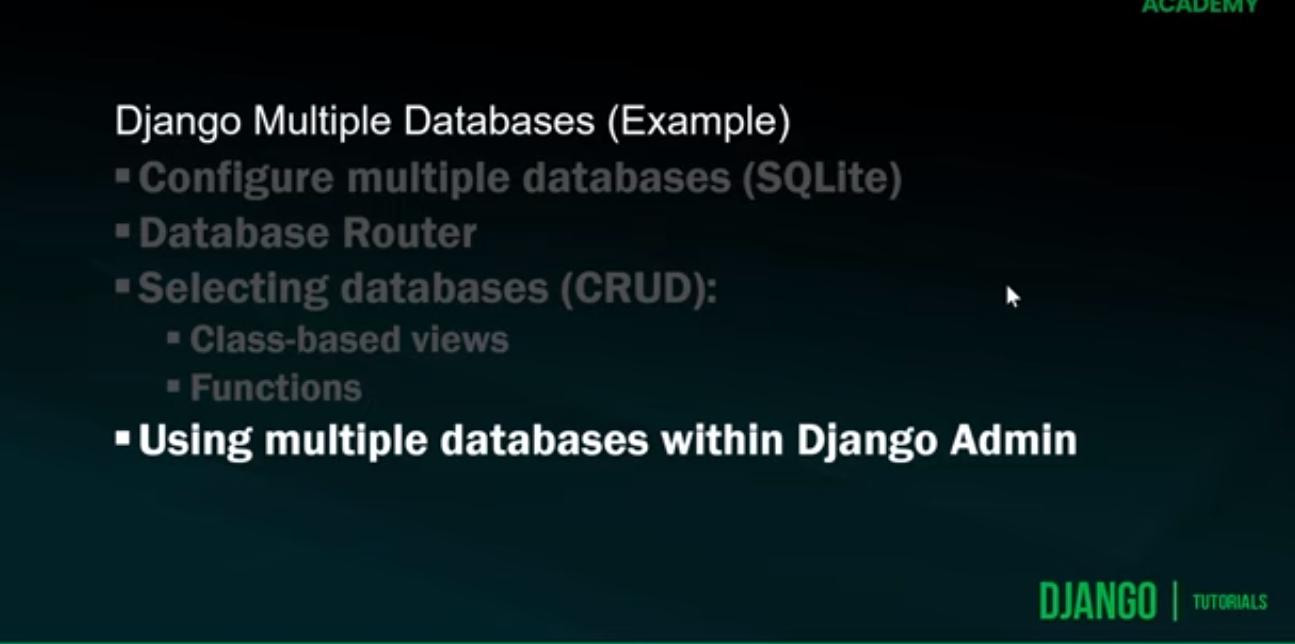 ACADEMY
Django Multiple Databases (Example)
▪ Configure multiple databases (SQLite)
▪ Database Router
▪ Selecting databases (CRUD):
▪ Class-based views
▪ Functions
▪ Using multiple databases within Django Admin
DJANGO | TUTORIALS